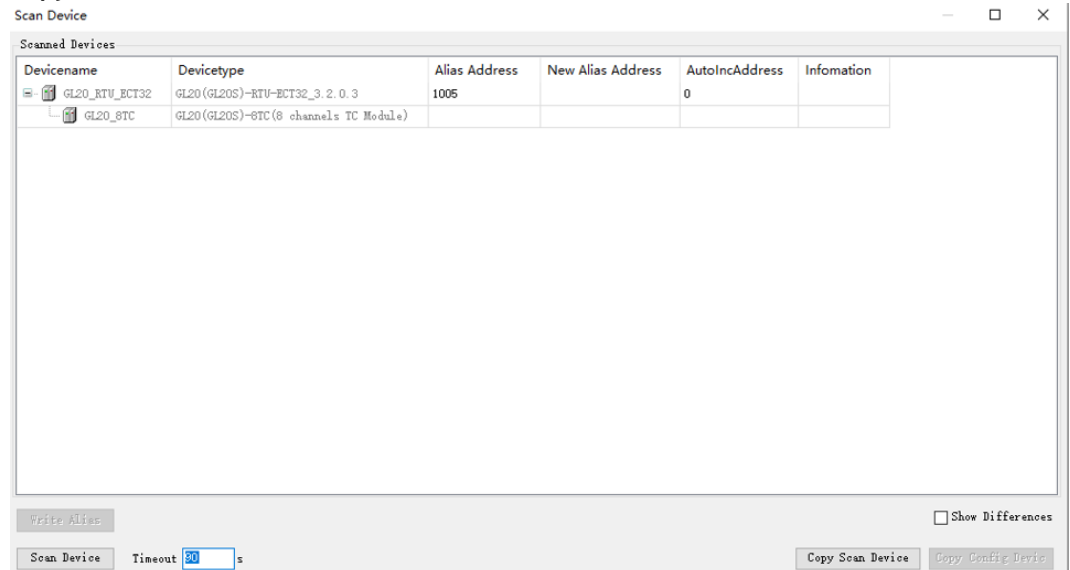 Scan Device
Scanned Devices
Devicename Devicetype Alias Address New Alias Address AutoIncAddress Infomation
GL20_RTU_ECT32 GL20(GL20S)-RTU-ECT32_3.2.0.3 1005 0
GL20_8TC GL20(GL20S)-8TC(8 channels TC Module)
Write Alias Show Differences
Scan Device Timeout 90 s Copy Scan Device Copy Config Devic